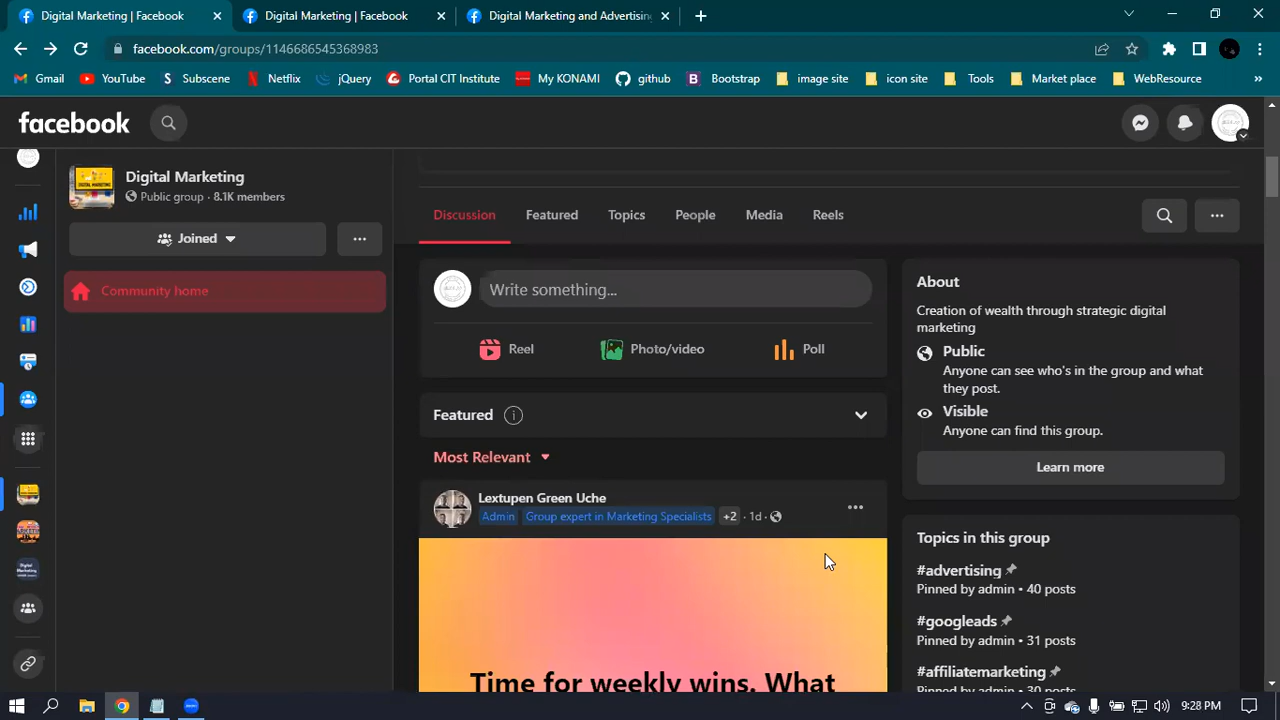 Digital Marketing | Facebook
Digital Marketing | Facebook
Digital Marketing and Advertising
facebook.com/groups/1146686545368983
Gmail
YouTube
Subscene
Netflix
jQuery
Portal CIT Institute
My KONAMI
github
Bootstrap
image site
icon site
Tools
Market place
WebResource
»
facebook
Digital Marketing
Public group · 8.1K members
Joined
Community home
Discussion
Featured
Topics
People
Media
Reels
Write something...
Reel
Photo/video
Poll
Featured
Most Relevant
Lextupen Green Uche
Admin Group expert in Marketing Specialists +2 · 1d ·
Time for weekly wins. What
About
Creation of wealth through strategic digital
marketing
Public
Anyone can see who's in the group and what
they post.
Visible
Anyone can find this group.
Learn more
Topics in this group
#advertising
Pinned by admin • 40 posts
#googleads
Pinned by admin • 31 posts
#affiliatemarketing
Pinned by admin • 30 posts
9:28 PM